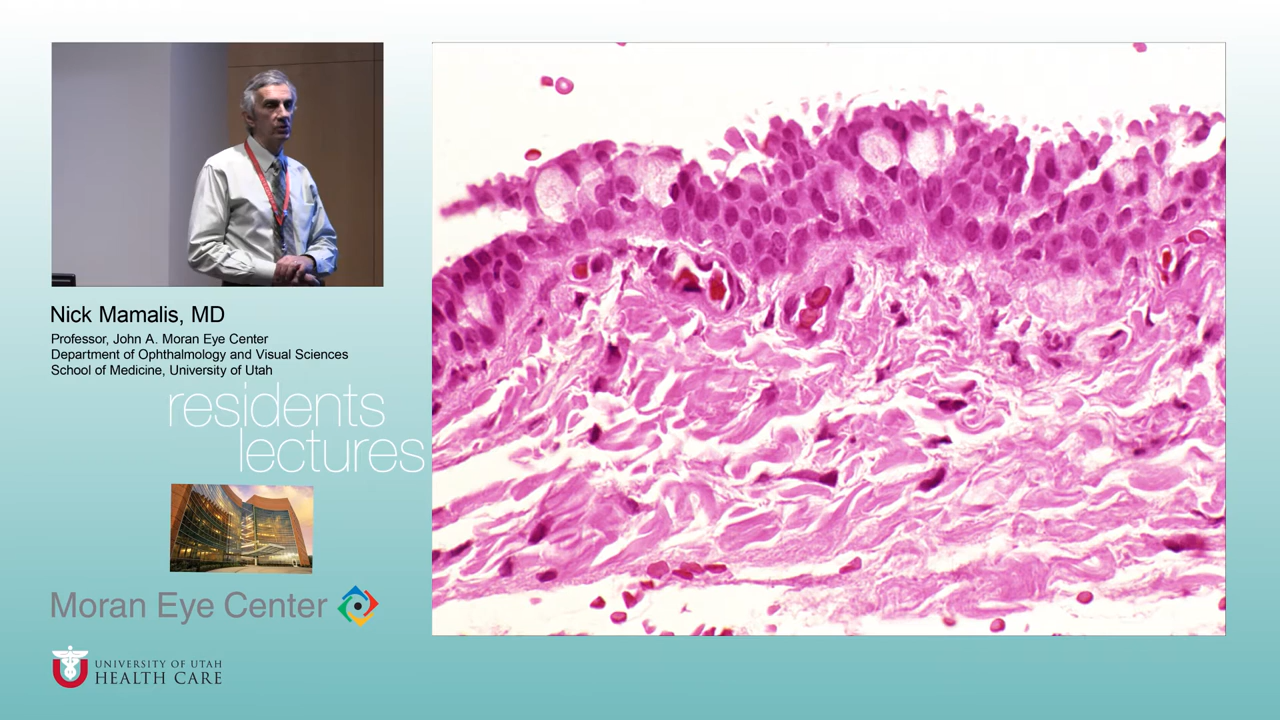 Nick Mamalis, MD
Professor, John A. Moran Eye Center
Department of Ophthalmology and Visual Sciences
School of Medicine, University of Utah
residents
lectures
Moran Eye Center
UNIVERSITY OF UTAH
HEALTH CARE